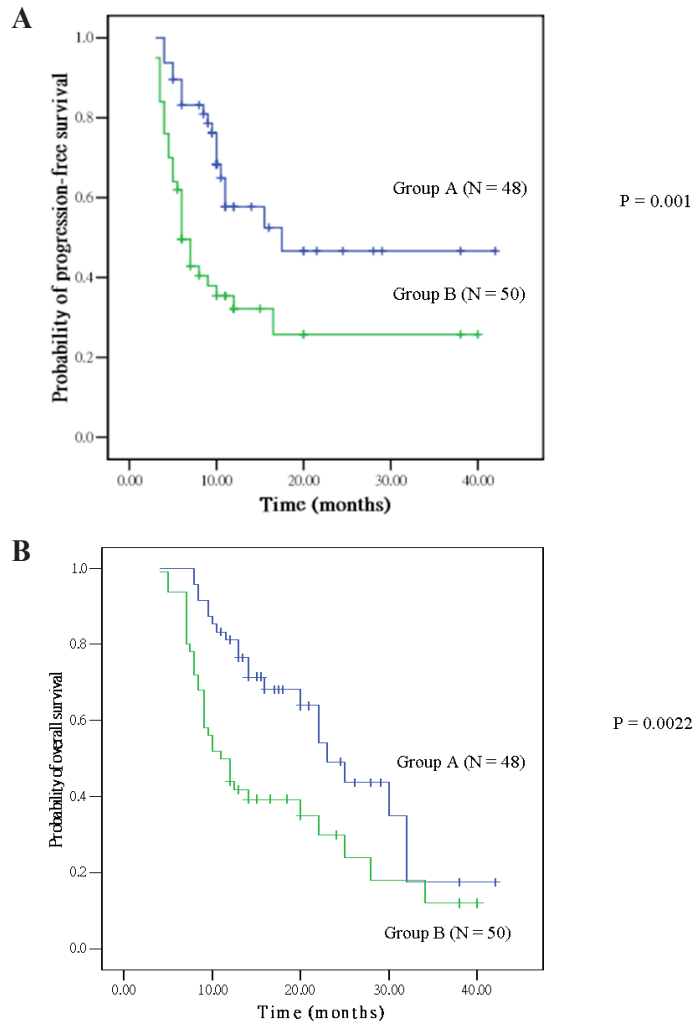 A
Probability of progression-free survival
1.0
0.8
0.6
0.4
0.2
0.0
Group A (N = 48)
Group B (N = 50)
P = 0.001
0.00 10.00 20.00 30.00 40.00
Time (months)
B
Probability of overall survival
1.0
0.8
0.6
0.4
0.2
0.0
Group A (N = 48)
Group B (N = 50)
P = 0.0022
0.00 10.00 20.00 30.00 40.00
Time (months)